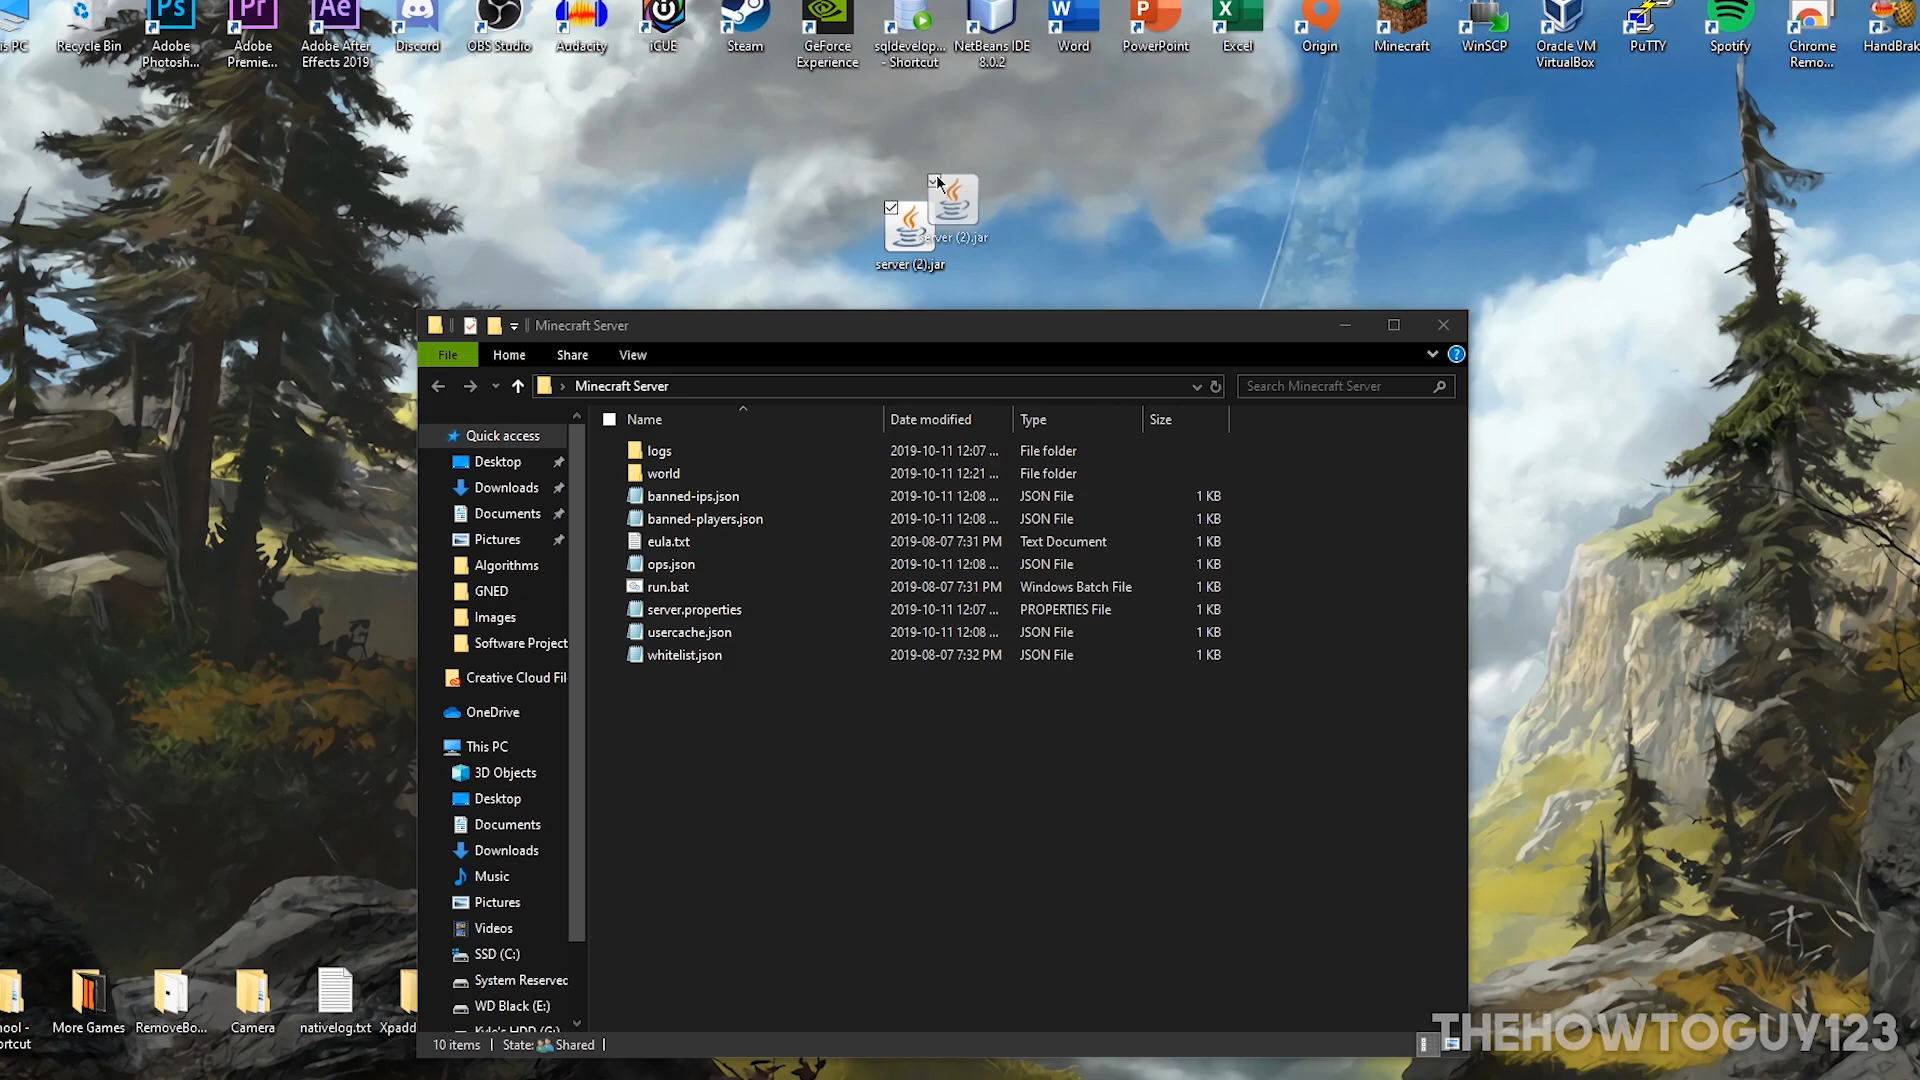 is PC
Recycle Bin
Adobe
Photosh...
Adobe
Premie...
Adobe After
Effects 2019
Discord
OBS Studio
Audacity
iCUE
Steam
GeForce
Experience
sqldevelop...
- Shortcut
NetBeans IDE
8.0.2
Word
PowerPoint
Excel
Origin
Minecraft
WinSCP
Oracle VM
VirtualBox
PuTTY
Spotify
Chrome
Remo...
HandBrak
server (2).jar
server (2).jar
Minecraft Server
File
Home
Share
View
Minecraft Server
Search Minecraft Server
Name
Date modified
Type
Size
logs
2019-10-11 12:07 ...
File folder
world
2019-10-11 12:21 ...
File folder
banned-ips.json
2019-10-11 12:08 ...
JSON File
1 KB
banned-players.json
2019-10-11 12:08 ...
JSON File
1 KB
eula.txt
2019-08-07 7:31 PM
Text Document
1 KB
ops.json
2019-10-11 12:08 ...
JSON File
1 KB
run.bat
2019-08-07 7:31 PM
Windows Batch File
1 KB
server.properties
2019-10-11 12:07 ...
PROPERTIES File
1 KB
usercache.json
2019-10-11 12:08 ...
JSON File
1 KB
whitelist.json
2019-08-07 7:32 PM
JSON File
1 KB
Quick access
Desktop
Downloads
Documents
Pictures
Algorithms
GNED
Images
Software Project
Creative Cloud Fil
OneDrive
This PC
3D Objects
Desktop
Documents
Downloads
Music
Pictures
Videos
SSD (C:)
System Reserved
WD Black (E:)
Kyle's HDD (G:)
10 items
State:
Shared
hool -
ortcut
More Games
RemoveBo...
Camera
nativelog.txt
Xpadd
THEHOWTOGUY123